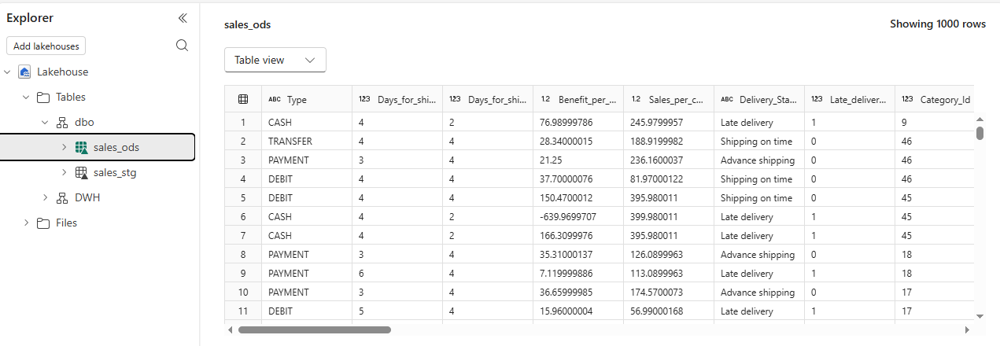 Explorer
Add lakehouses
Lakehouse
Tables
dbo
sales_ods
sales_stg
DWH
Files
sales_ods
Showing 1000 rows
Table view
ABC Type 123 Days_for_shi... 123 Days_for_shi... 1.2 Benefit_per_... 1.2 Sales_per_c... ABC Delivery_Sta... 123 Late_deliver... 123 Category_Id
1 CASH 4 2 76.98999786 245.9799957 Late delivery 1 9
2 TRANSFER 4 4 28.34000015 188.9199982 Shipping on time 0 46
3 PAYMENT 3 4 21.25 236.1600037 Advance shipping 0 46
4 DEBIT 4 4 37.70000076 81.97000122 Shipping on time 0 46
5 DEBIT 4 4 150.4700012 395.980011 Shipping on time 0 45
6 CASH 4 2 -639.9699707 399.980011 Late delivery 1 45
7 CASH 4 2 166.3099976 395.980011 Late delivery 1 45
8 PAYMENT 3 4 35.31000137 126.0899963 Advance shipping 0 18
9 PAYMENT 6 4 7.119999886 113.0899963 Late delivery 1 18
10 PAYMENT 3 4 36.65999985 174.5700073 Advance shipping 0 17
11 DEBIT 5 4 15.96000004 56.99000168 Late delivery 1 17